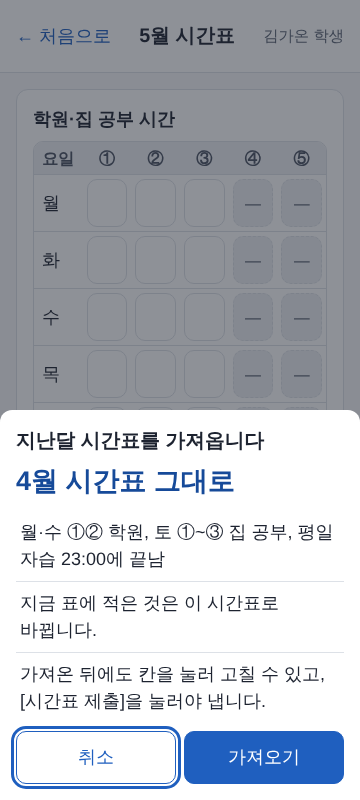 ← 처음으로 5월 시간표 김가온 학생
학원·집 공부 시간
요일 ① ② ③ ④ ⑤
월 — —
화 — —
수 — —
목 — —
지난달 시간표를 가져옵니다
4월 시간표 그대로
월·수 ①② 학원, 토 ①~③ 집 공부, 평일
자습 23:00에 끝남
지금 표에 적은 것은 이 시간표로
바뀝니다.
가져온 뒤에도 칸을 눌러 고칠 수 있고,
[시간표 제출]을 눌러야 냅니다.
취소 가져오기